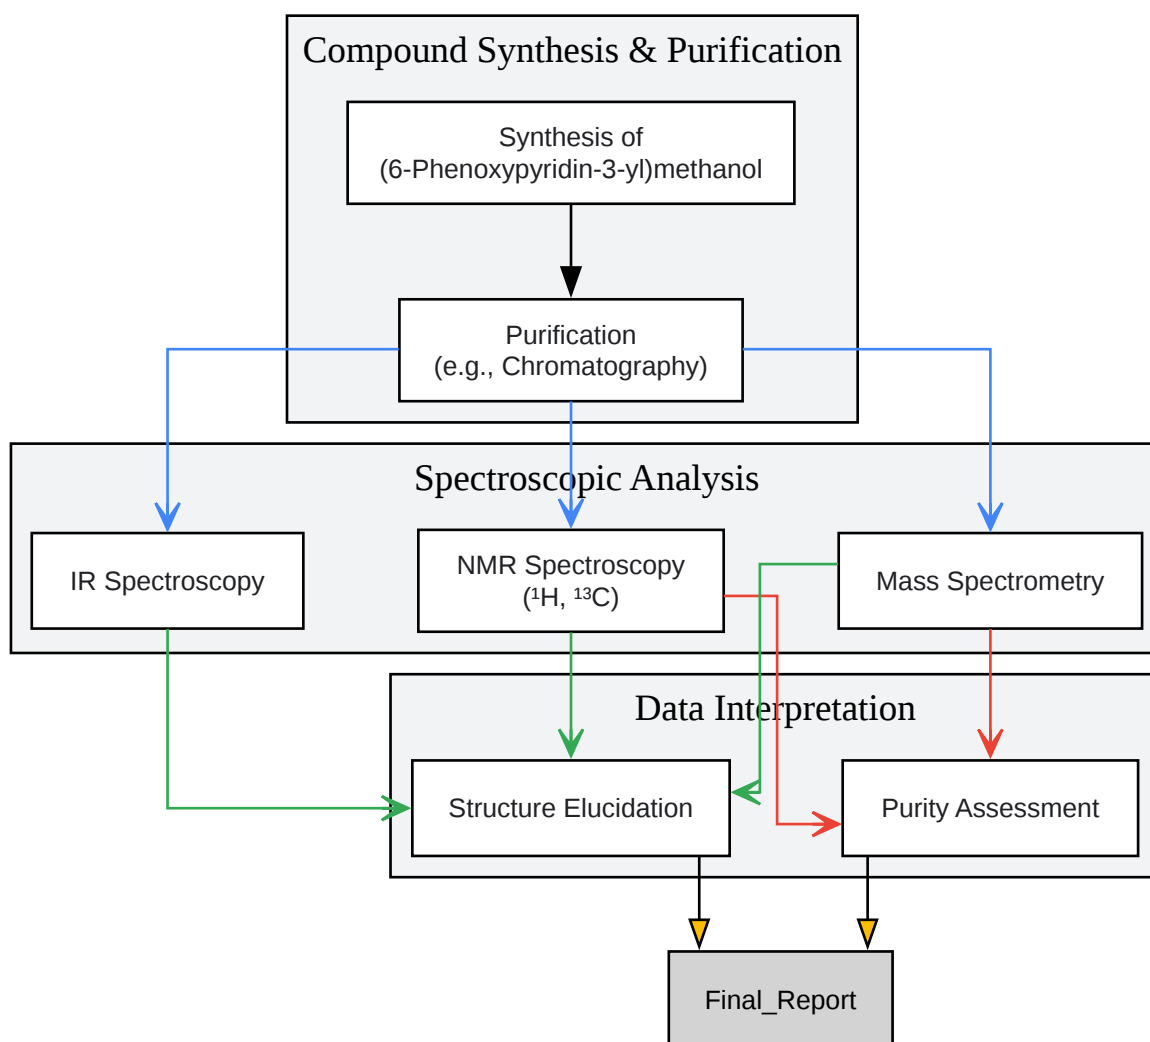 Compound Synthesis & Purification
Synthesis of
(6-Phenoxypyridin-3-yl)methanol
Purification
(e.g., Chromatography)
Spectroscopic Analysis
IR Spectroscopy
NMR Spectroscopy
(¹H, ¹³C)
Mass Spectrometry
Data Interpretation
Structure Elucidation
Purity Assessment
Final_Report